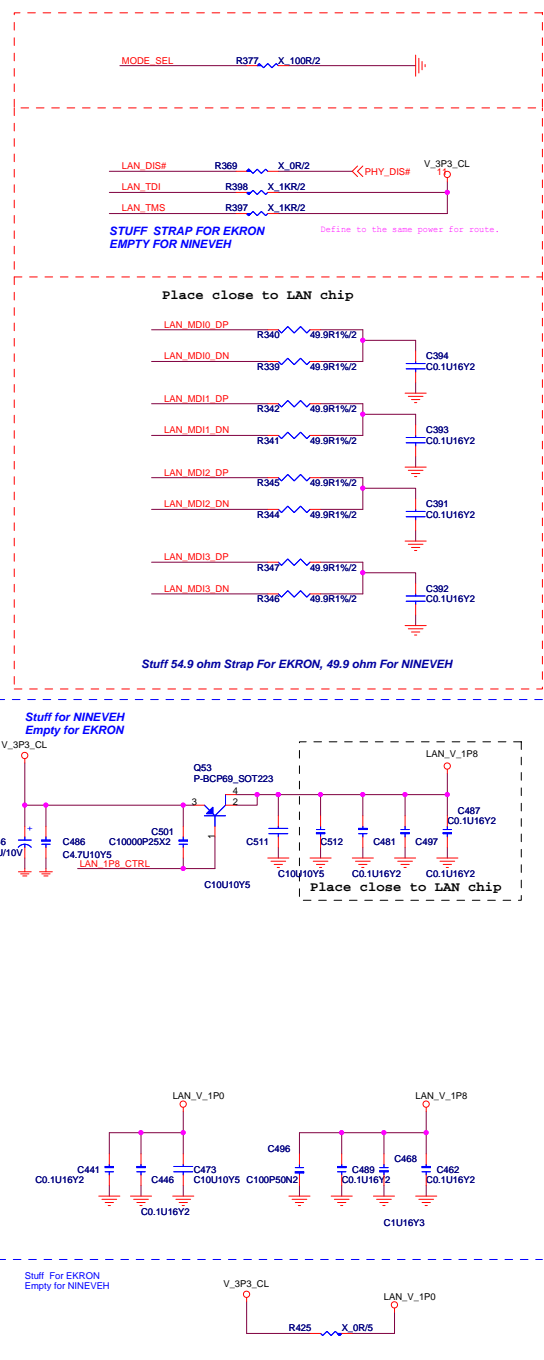 MODE_SEL R377 X_100R/2
LAN_DIS# R369 X_0R/2 PHY_DIS# 11 V_3P3_CL
LAN_TDI R398 X_1KR/2
LAN_TMS R397 X_1KR/2
STUFF STRAP FOR EKRON
EMPTY FOR NINEVEH
Define to the same power for route.
Place close to LAN chip
LAN_MDI0_DP R340 49.9R1%/2
LAN_MDI0_DN R339 49.9R1%/2
C394
C0.1U16Y2
LAN_MDI1_DP R342 49.9R1%/2
LAN_MDI1_DN R341 49.9R1%/2
C393
C0.1U16Y2
LAN_MDI2_DP R345 49.9R1%/2
LAN_MDI2_DN R344 49.9R1%/2
C391
C0.1U16Y2
LAN_MDI3_DP R347 49.9R1%/2
LAN_MDI3_DN R346 49.9R1%/2
C392
C0.1U16Y2
Stuff 54.9 ohm Strap For EKRON, 49.9 ohm For NINEVEH
Stuff for NINEVEH
Empty for EKRON
V_3P3_CL
Q53
P-BCP69_SOT223
LAN_V_1P8
3 4 2 1
+
6
U/10V
C486
C4.7U10Y5
C501
C10000P25X2
LAN_1P8_CTRL
C10U10Y5
C511
C10U10Y5
C512
C481
C0.1U16Y2
C497
C487
C0.1U16Y2
C0.1U16Y2
Place close to LAN chip
LAN_V_1P0
C441
C0.1U16Y2
C446
C0.1U16Y2
C473
C10U10Y5
LAN_V_1P8
C496
C100P50N2
C489
C0.1U16Y2
C468
C1U16Y3
C462
C0.1U16Y2
Stuff For EKRON
Empty for NINEVEH
V_3P3_CL
LAN_V_1P0
R425 X_0R/5